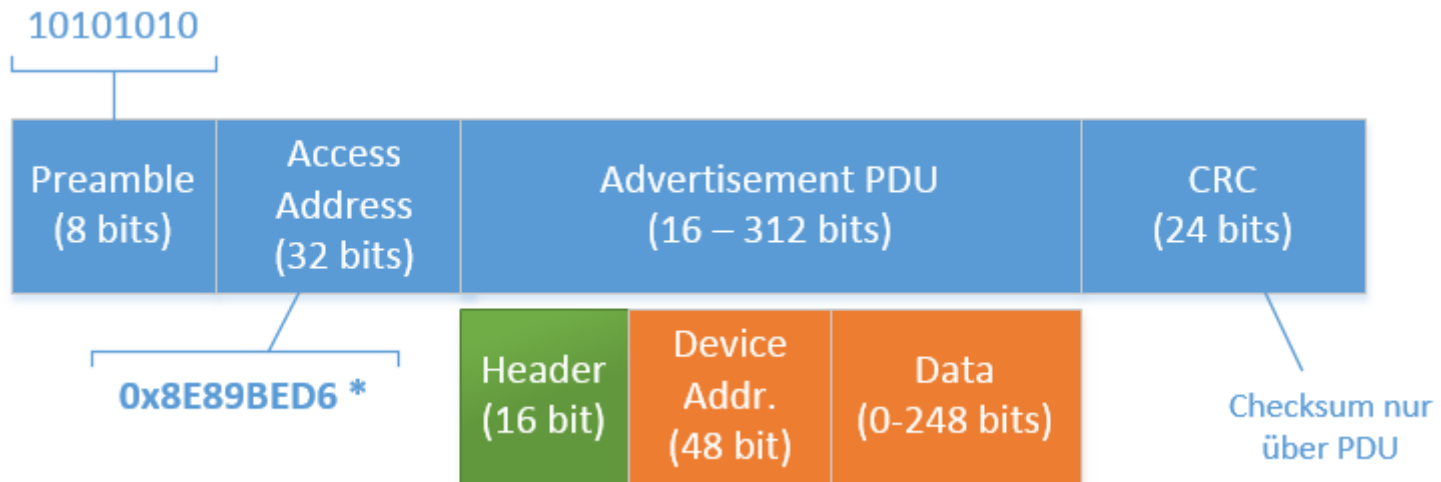 10101010
Preamble
(8 bits)
Access
Address
(32 bits)
Advertisement PDU
(16 – 312 bits)
CRC
(24 bits)
0x8E89BED6 *
Header
(16 bit)
Device
Addr.
(48 bit)
Data
(0-248 bits)
Checksum nur
über PDU